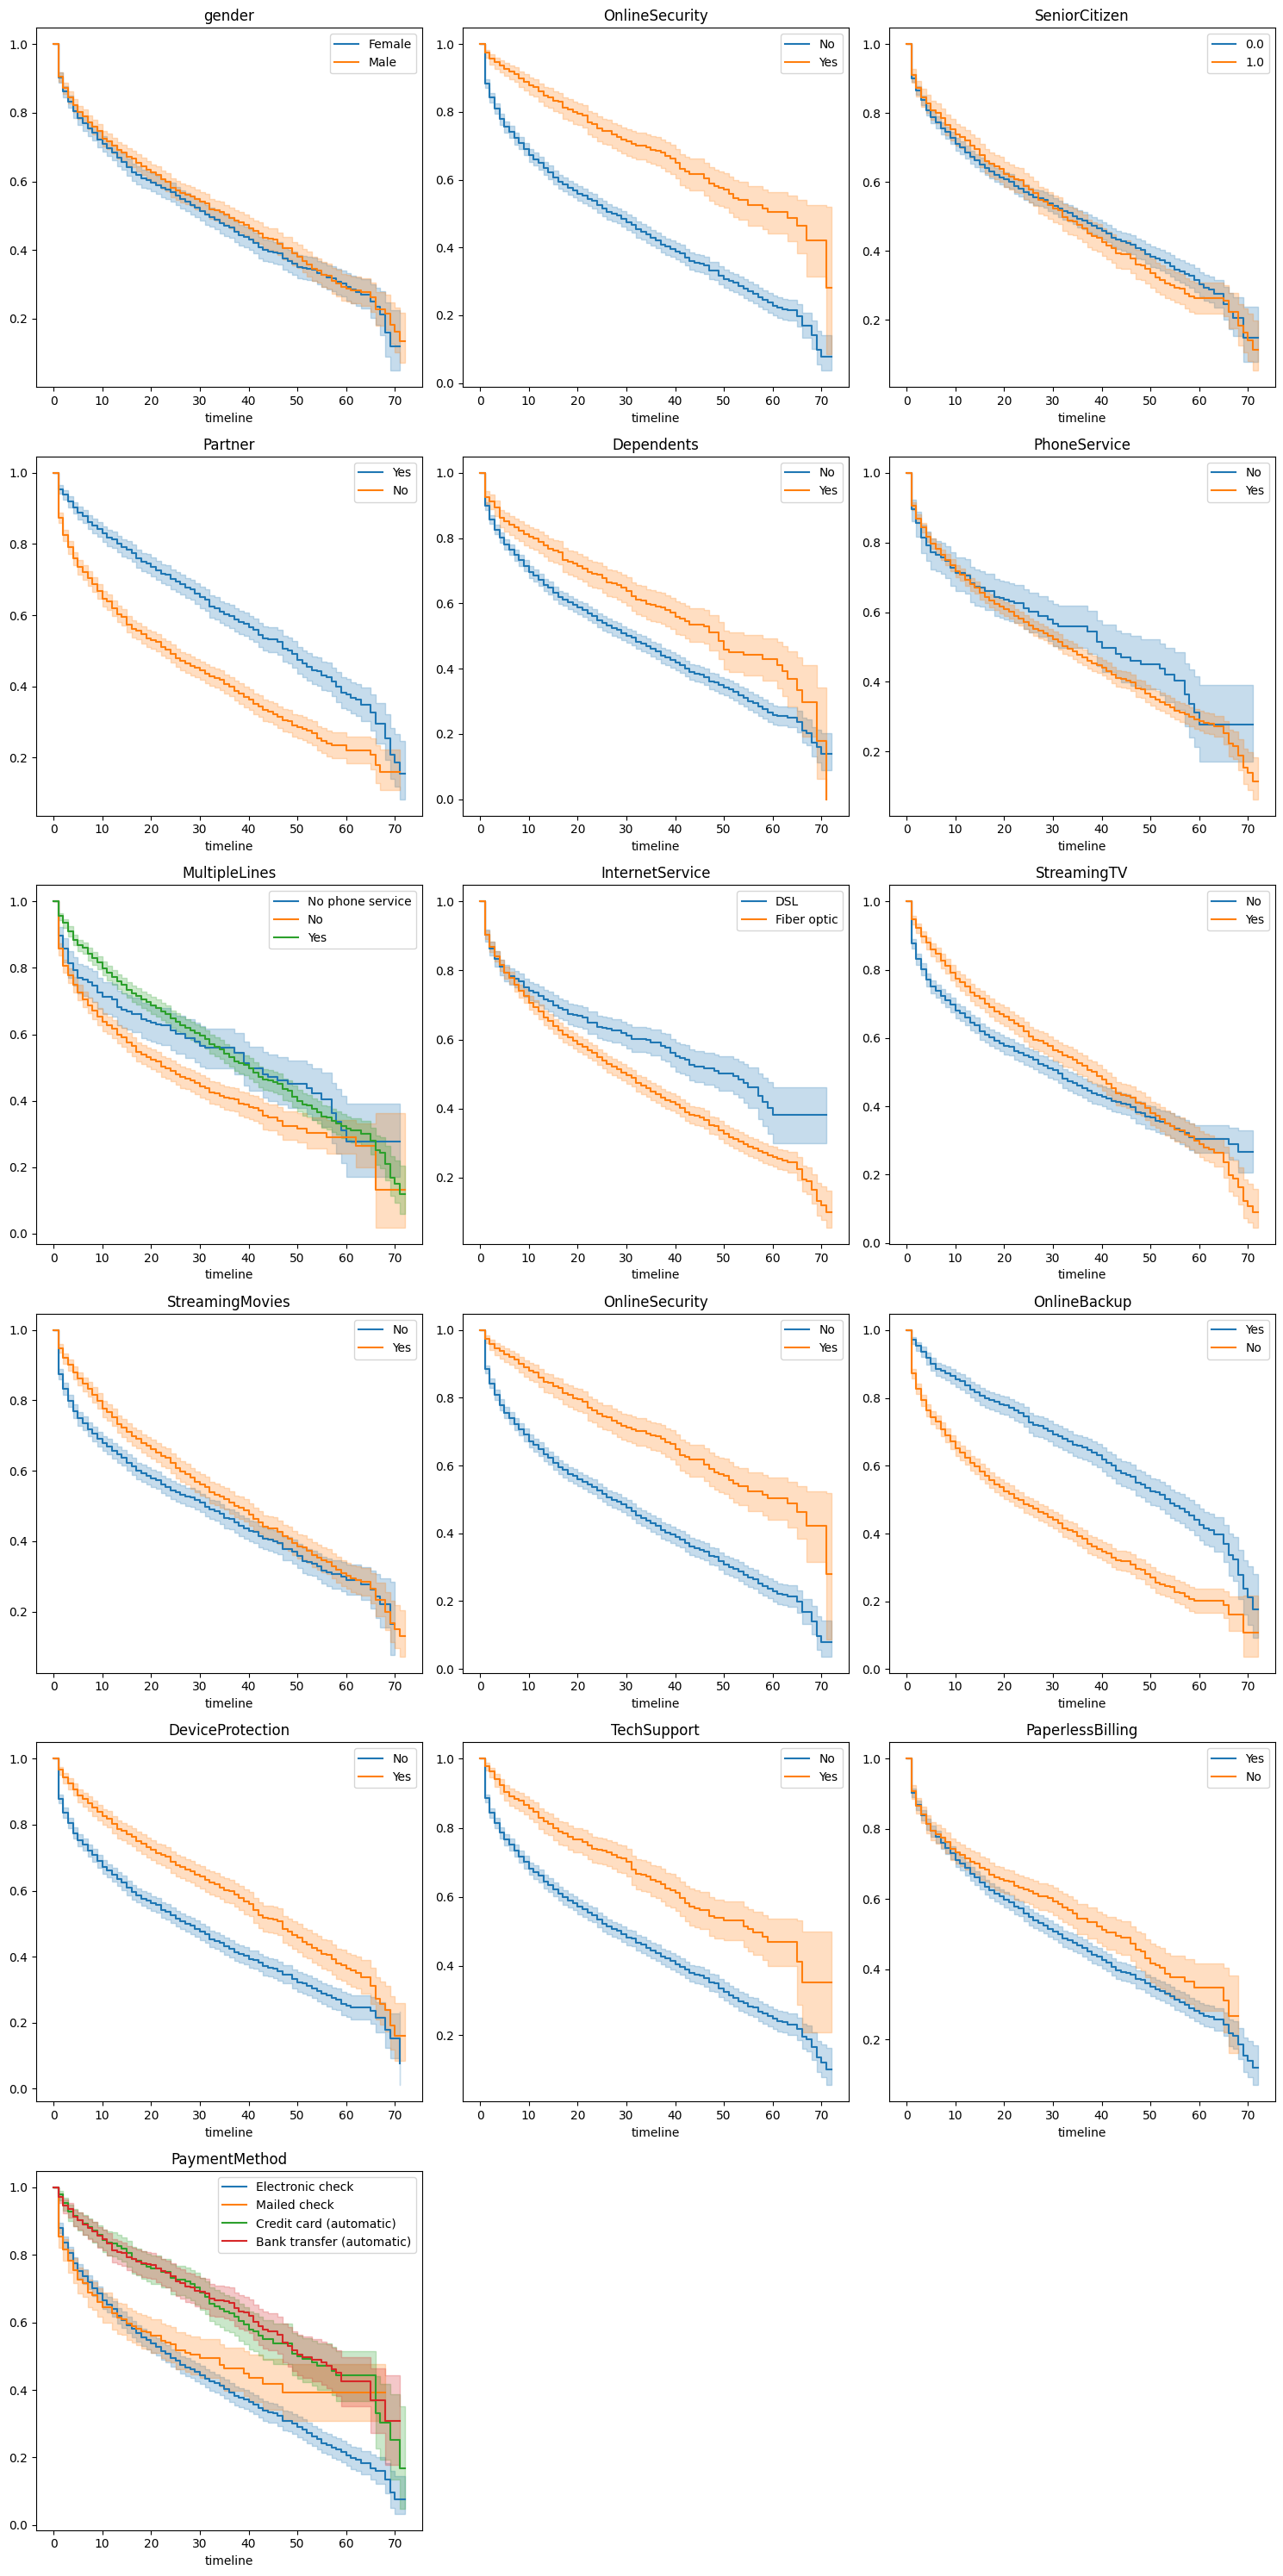 gender
Female
Male
1.0
0.8
0.6
0.4
0.2
0 10 20 30 40 50 60 70
timeline
OnlineSecurity
No
Yes
1.0
0.8
0.6
0.4
0.2
0.0
0 10 20 30 40 50 60 70
timeline
SeniorCitizen
0.0
1.0
1.0
0.8
0.6
0.4
0.2
0 10 20 30 40 50 60 70
timeline
Partner
Yes
No
1.0
0.8
0.6
0.4
0.2
0 10 20 30 40 50 60 70
timeline
Dependents
No
Yes
1.0
0.8
0.6
0.4
0.2
0.0
0 10 20 30 40 50 60 70
timeline
PhoneService
No
Yes
1.0
0.8
0.6
0.4
0.2
0 10 20 30 40 50 60 70
timeline
MultipleLines
No phone service
No
Yes
1.0
0.8
0.6
0.4
0.2
0.0
0 10 20 30 40 50 60 70
timeline
InternetService
DSL
Fiber optic
1.0
0.8
0.6
0.4
0.2
0 10 20 30 40 50 60 70
timeline
StreamingTV
No
Yes
1.0
0.8
0.6
0.4
0.2
0.0
0 10 20 30 40 50 60 70
timeline
StreamingMovies
No
Yes
1.0
0.8
0.6
0.4
0.2
0 10 20 30 40 50 60 70
timeline
OnlineSecurity
No
Yes
1.0
0.8
0.6
0.4
0.2
0.0
0 10 20 30 40 50 60 70
timeline
OnlineBackup
Yes
No
1.0
0.8
0.6
0.4
0.2
0.0
0 10 20 30 40 50 60 70
timeline
DeviceProtection
No
Yes
1.0
0.8
0.6
0.4
0.2
0.0
0 10 20 30 40 50 60 70
timeline
TechSupport
No
Yes
1.0
0.8
0.6
0.4
0.2
0 10 20 30 40 50 60 70
timeline
PaperlessBilling
Yes
No
1.0
0.8
0.6
0.4
0.2
0 10 20 30 40 50 60 70
timeline
PaymentMethod
Electronic check
Mailed check
Credit card (automatic)
Bank transfer (automatic)
1.0
0.8
0.6
0.4
0.2
0.0
0 10 20 30 40 50 60 70
timeline